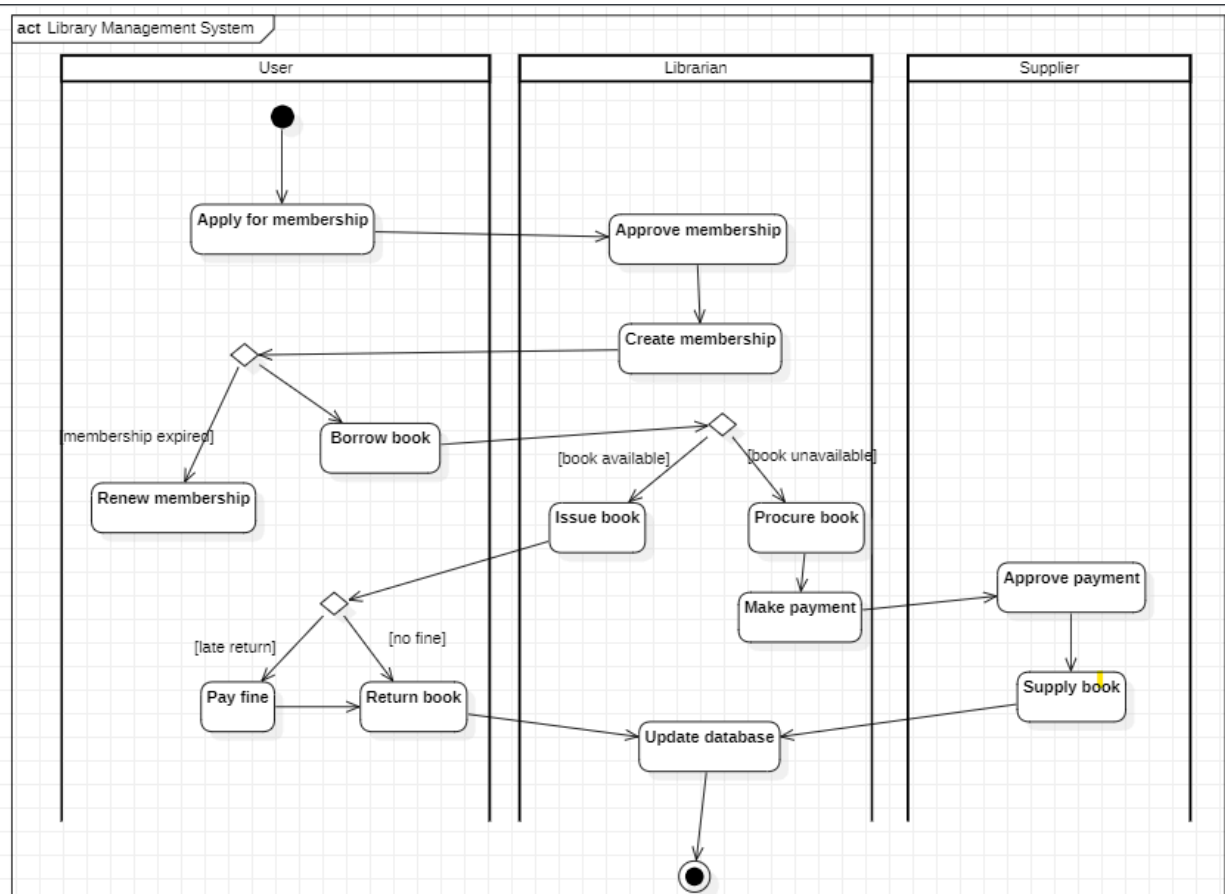 act Library Management System
User
Librarian
Supplier
Apply for membership
Approve membership
Create membership
[membership expired]
Borrow book
[book available]
[book unavailable]
Renew membership
Issue book
Procure book
Approve payment
Make payment
[late return]
[no fine]
Pay fine
Return book
Supply book
Update database